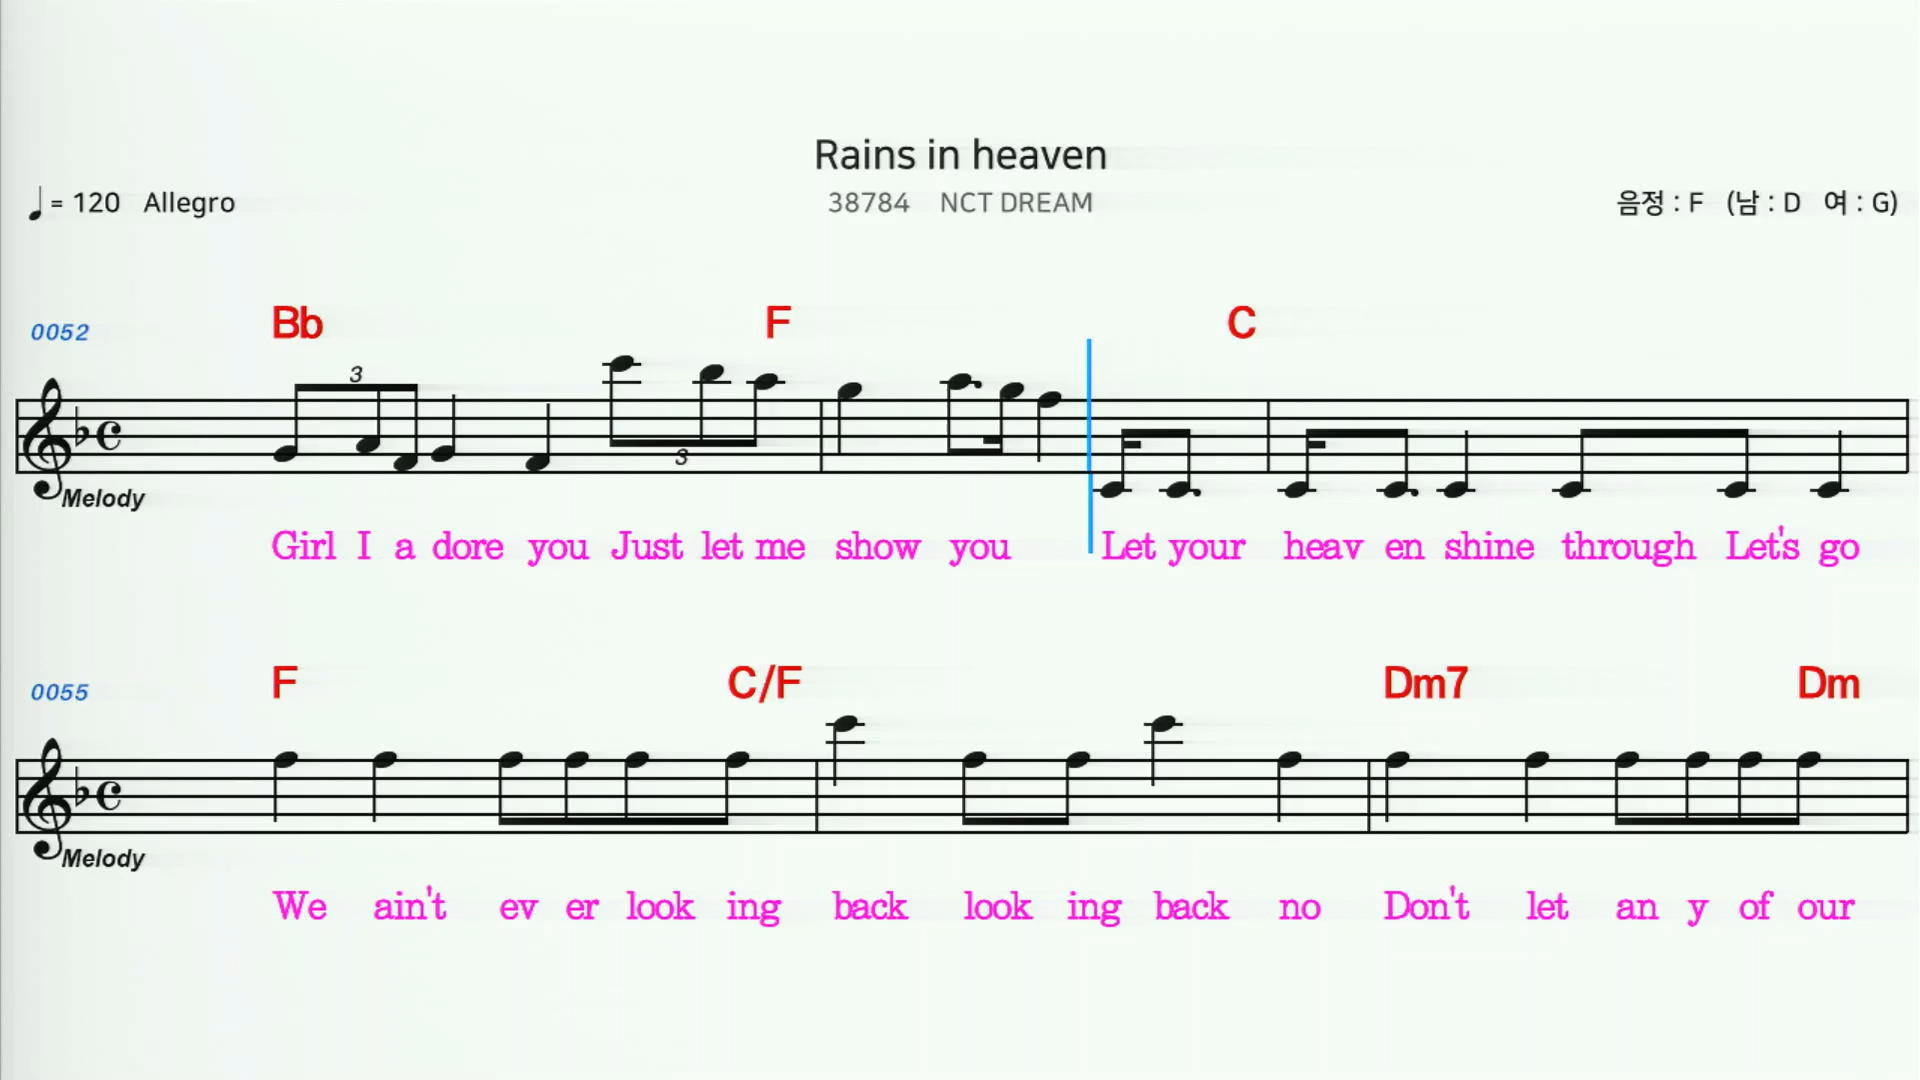 Rains in heaven
= 120 Allegro
38784 NCT DREAM
음정 : F (남 : D 여 : G)
0052
Bb F C
3
3
Melody
Girl I a dore you Just let me show you Let your heav en shine through Let's go
0055
F C/F Dm7 Dm
Melody
We ain't ev er look ing back look ing back no Don't let an y of our